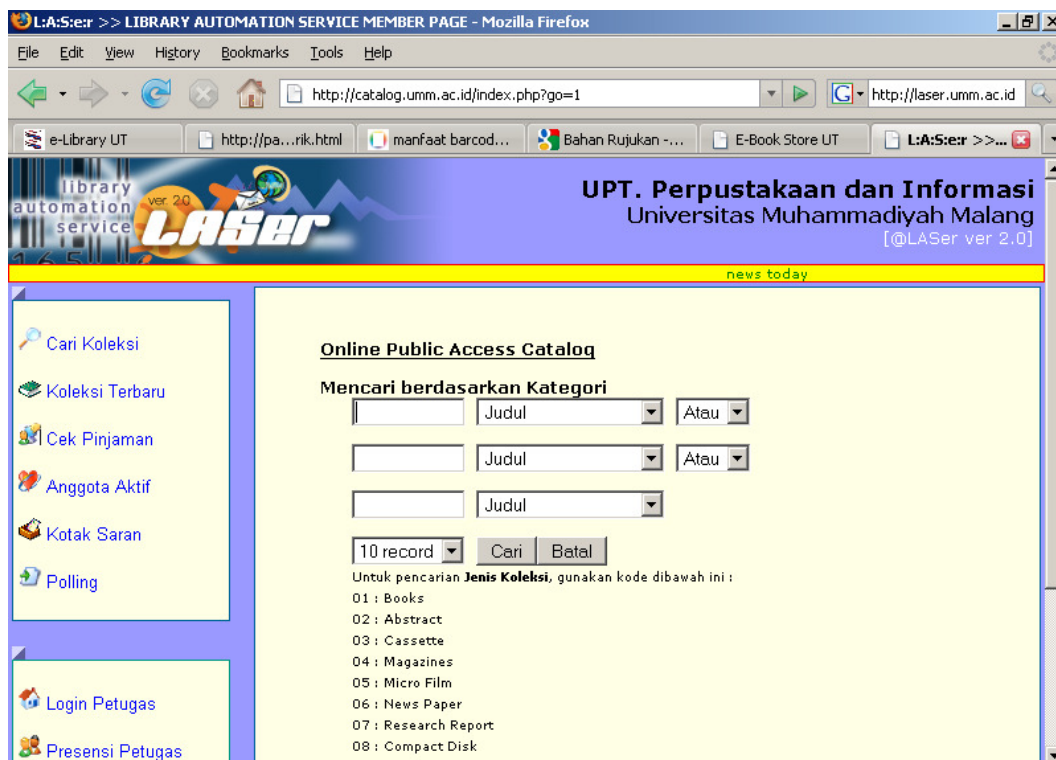 L:A:S:e:r >> LIBRARY AUTOMATION SERVICE MEMBER PAGE - Mozilla Firefox
File Edit View History Bookmarks Tools Help
http://catalog.umm.ac.id/index.php?go=1
http://laser.umm.ac.id
e-Library UT
http://pa...rik.html
manfaat barcod...
Bahan Rujukan -...
E-Book Store UT
L:A:S:e:r >>...
library
automation
service
ver. 2.0
LASer
UPT. Perpustakaan dan Informasi
Universitas Muhammadiyah Malang
[@LASer ver 2.0]
news today
Cari Koleksi
Koleksi Terbaru
Cek Pinjaman
Anggota Aktif
Kotak Saran
Polling
Login Petugas
Presensi Petugas
Online Public Access Catalog
Mencari berdasarkan Kategori
Judul Atau
Judul Atau
Judul
10 record Cari Batal
Untuk pencarian Jenis Koleksi, gunakan kode dibawah ini :
01 : Books
02 : Abstract
03 : Cassette
04 : Magazines
05 : Micro Film
06 : News Paper
07 : Research Report
08 : Compact Disk